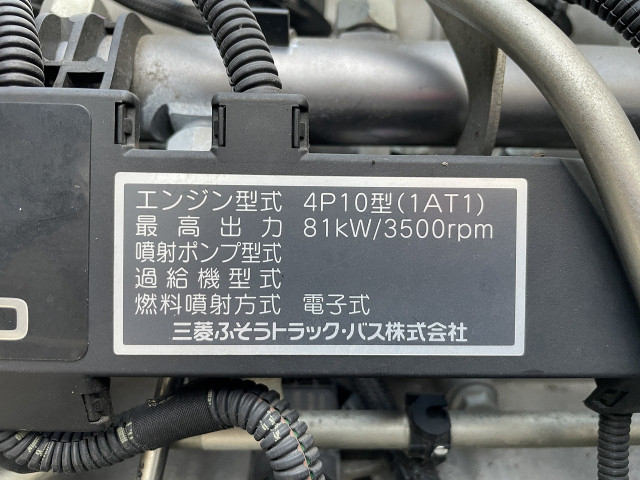 エンジン型式 4P10型(1AT1)
最高出力 81kW/3500rpm
噴射ポンプ型式
過給機型式
燃料噴射方式 電子式
三菱ふそうトラック・バス株式会社